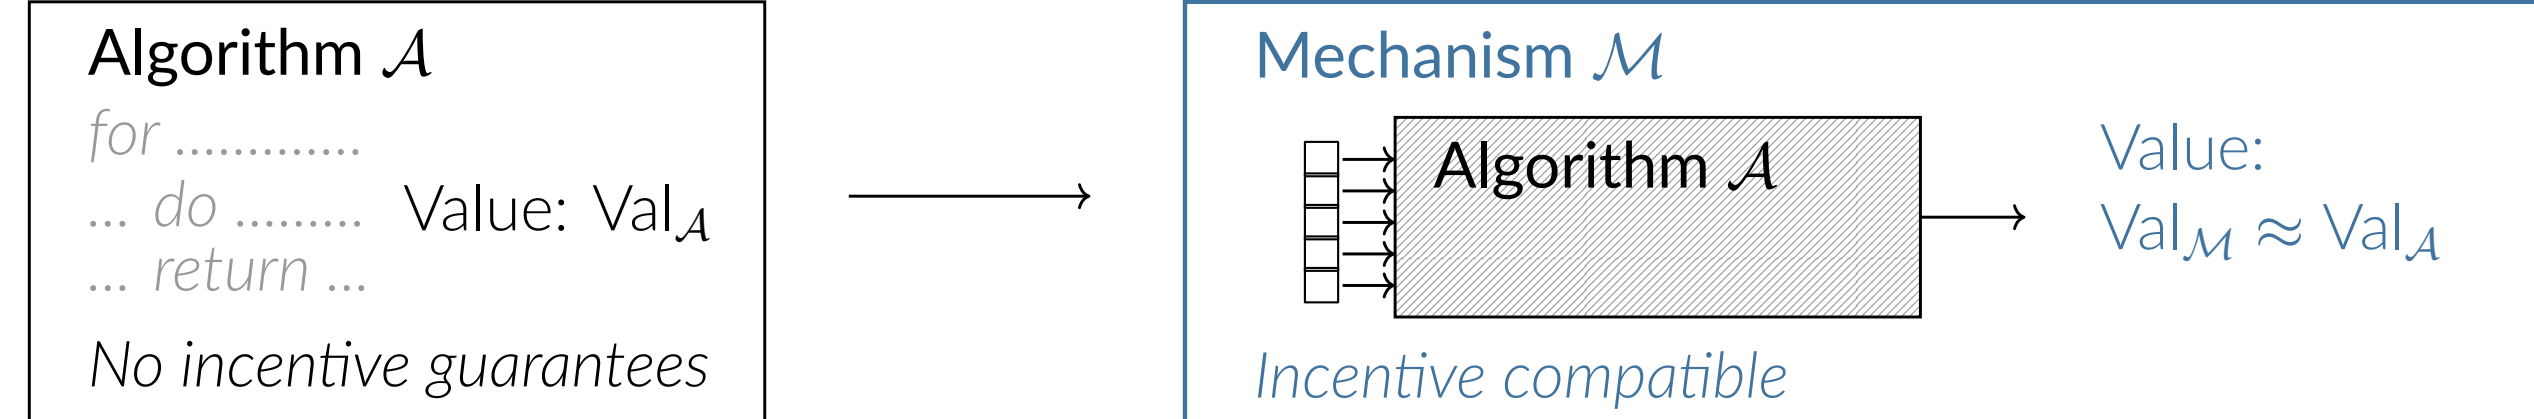 Algorithm 𝒜
for .............
... do ......... Value: Val𝒜
... return ...
No incentive guarantees
Mechanism ℳ
Algorithm 𝒜
Value:
Valℳ ≈ Val𝒜
Incentive compatible